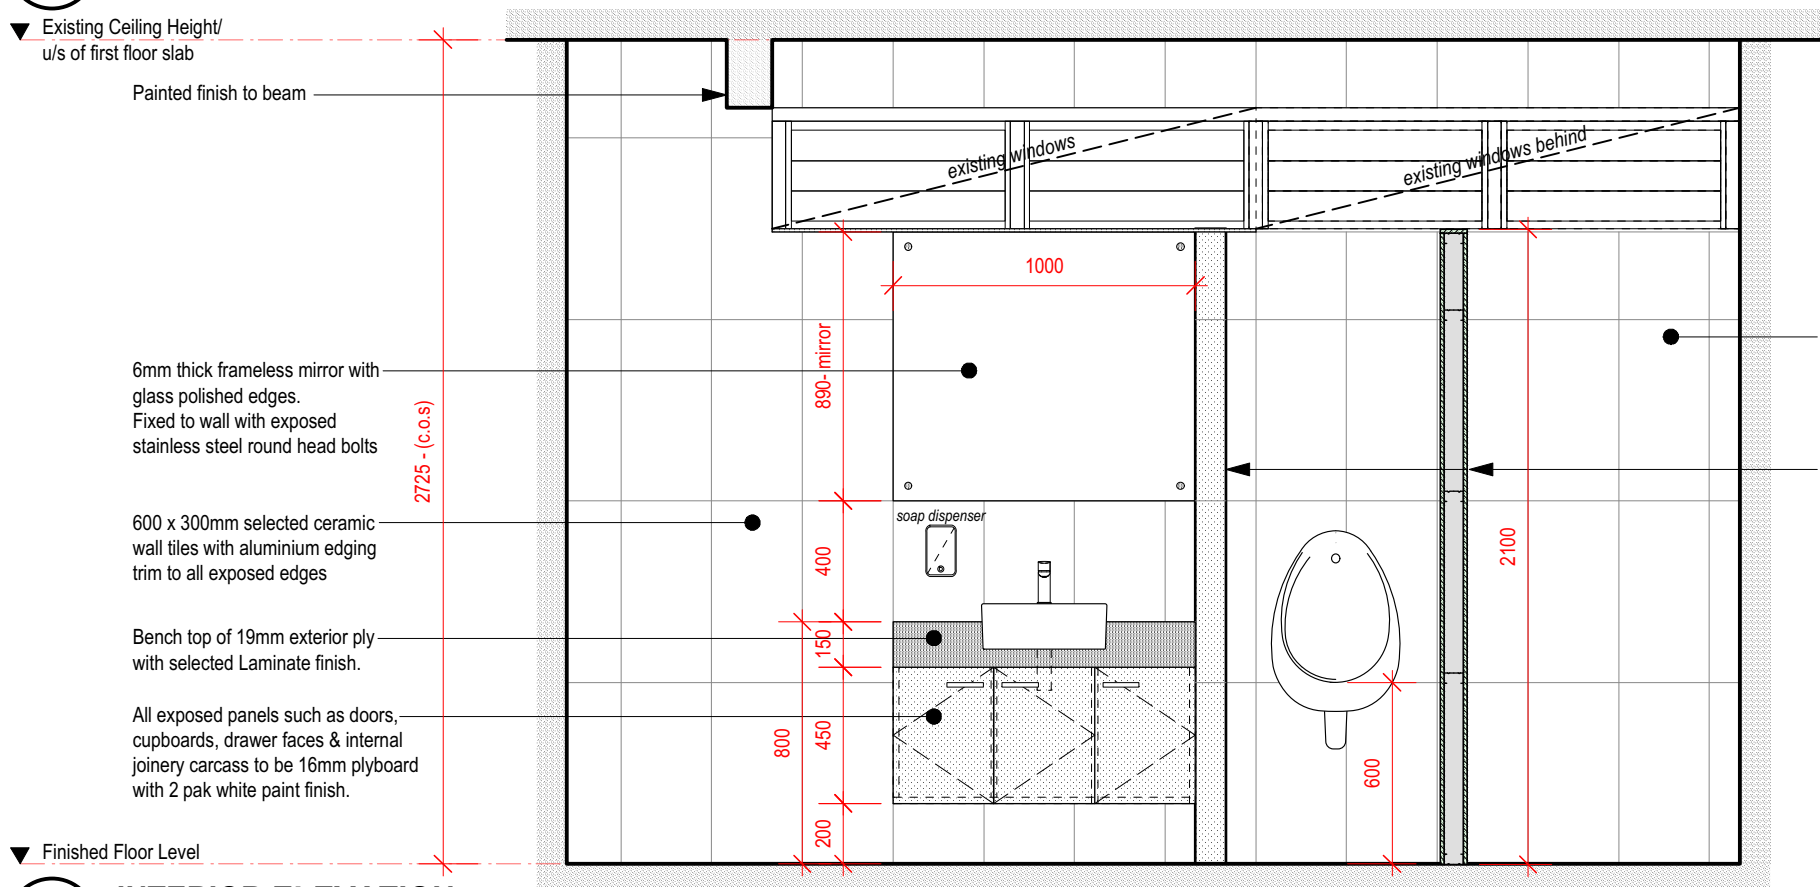 Existing Ceiling Height/
u/s of first floor slab
Painted finish to beam
existing windows
existing windows behind
1000
890- mirror
6mm thick frameless mirror with
glass polished edges.
Fixed to wall with exposed
stainless steel round head bolts
2725 - (c.o.s)
600 x 300mm selected ceramic
wall tiles with aluminium edging
trim to all exposed edges
soap dispenser
400
2100
Bench top of 19mm exterior ply
with selected Laminate finish.
150
All exposed panels such as doors,
cupboards, drawer faces & internal
joinery carcass to be 16mm plyboard
with 2 pak white paint finish.
800
450
600
200
Finished Floor Level
INTERIOR ELEVATION